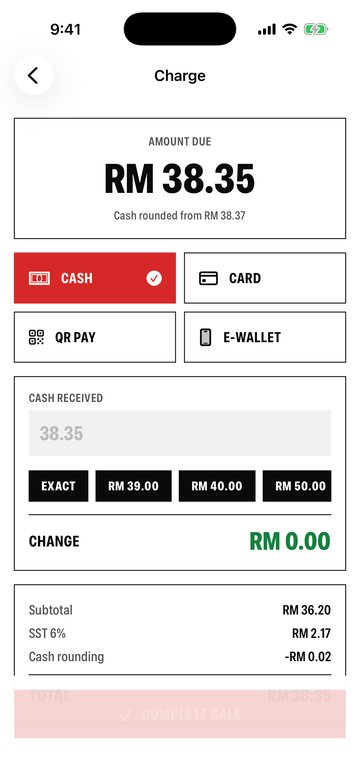 9:41
Charge
AMOUNT DUE
RM 38.35
Cash rounded from RM 38.37
CASH
CARD
QR PAY
E-WALLET
CASH RECEIVED
38.35
EXACT RM 39.00 RM 40.00 RM 50.00
CHANGE RM 0.00
Subtotal RM 36.20
SST 6% RM 2.17
Cash rounding -RM 0.02
TOTAL RM 38.35
COMPLETE SALE